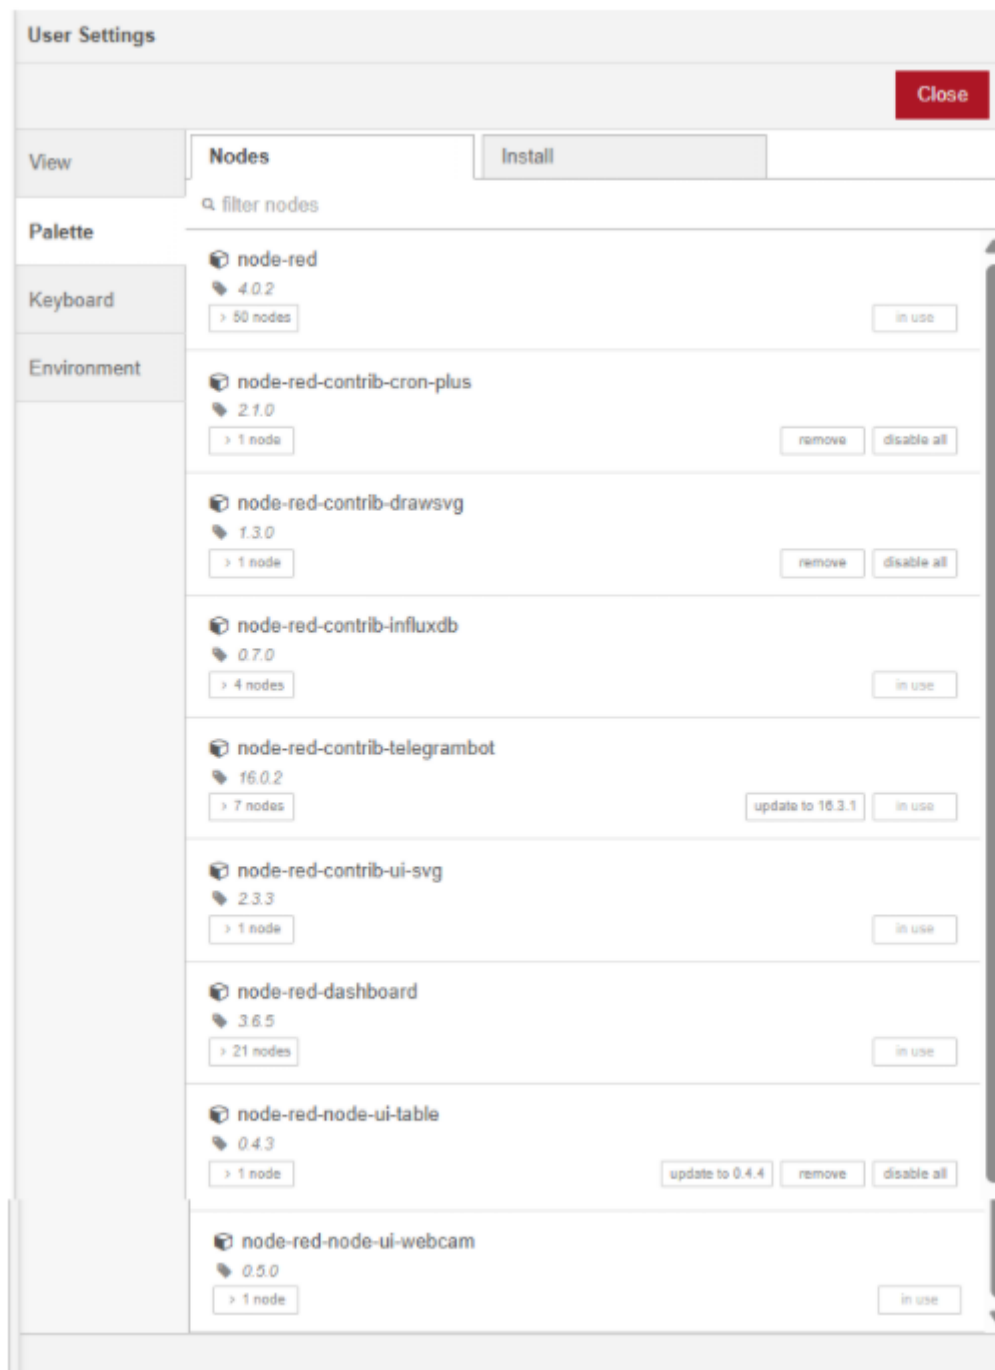 User Settings
Close
View
Palette
Keyboard
Environment
Nodes
Install
filter nodes
node-red
4.0.2
> 50 nodes
in use
node-red-contrib-cron-plus
2.1.0
> 1 node
remove
disable all
node-red-contrib-drawsvg
1.3.0
> 1 node
remove
disable all
node-red-contrib-influxdb
0.7.0
> 4 nodes
in use
node-red-contrib-telegrambot
16.0.2
> 7 nodes
update to 16.3.1
in use
node-red-contrib-ui-svg
2.3.3
> 1 node
in use
node-red-dashboard
3.6.5
> 21 nodes
in use
node-red-node-ui-table
0.4.3
> 1 node
update to 0.4.4
remove
disable all
node-red-node-ui-webcam
0.5.0
> 1 node
in use